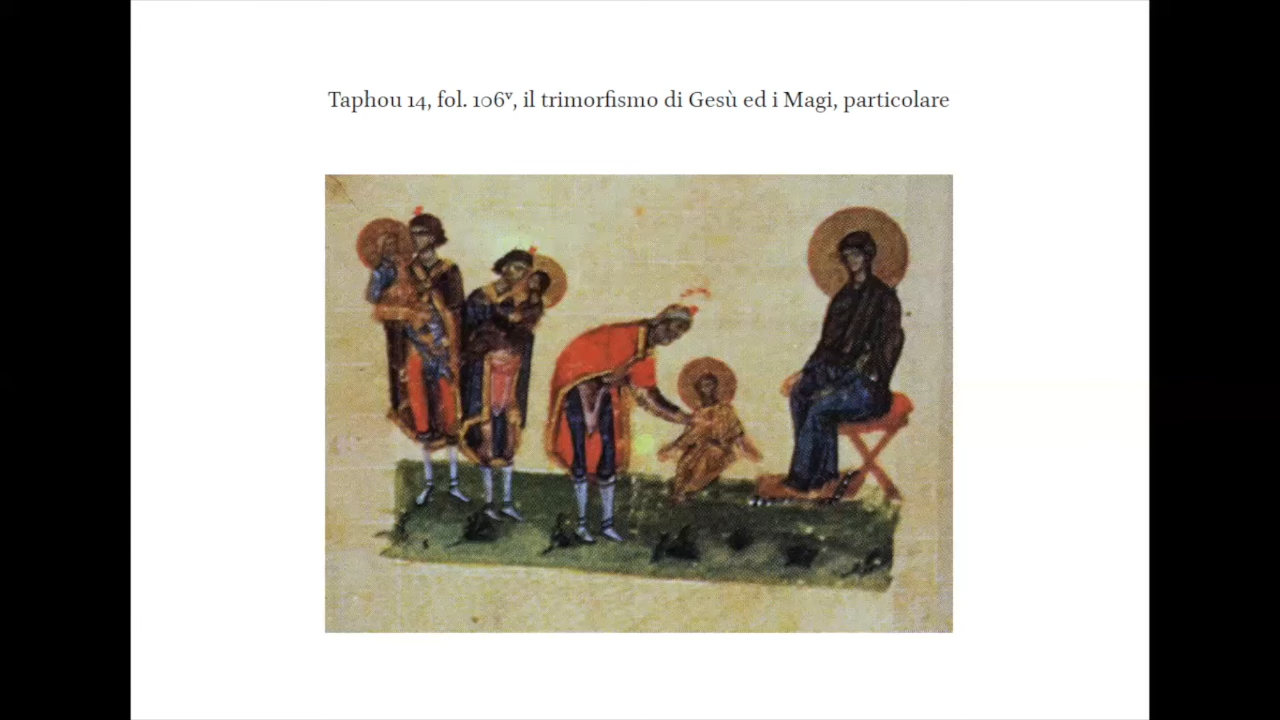 Taphou 14, fol. 106ᵛ, il trimorfismo di Gesù ed i Magi, particolare